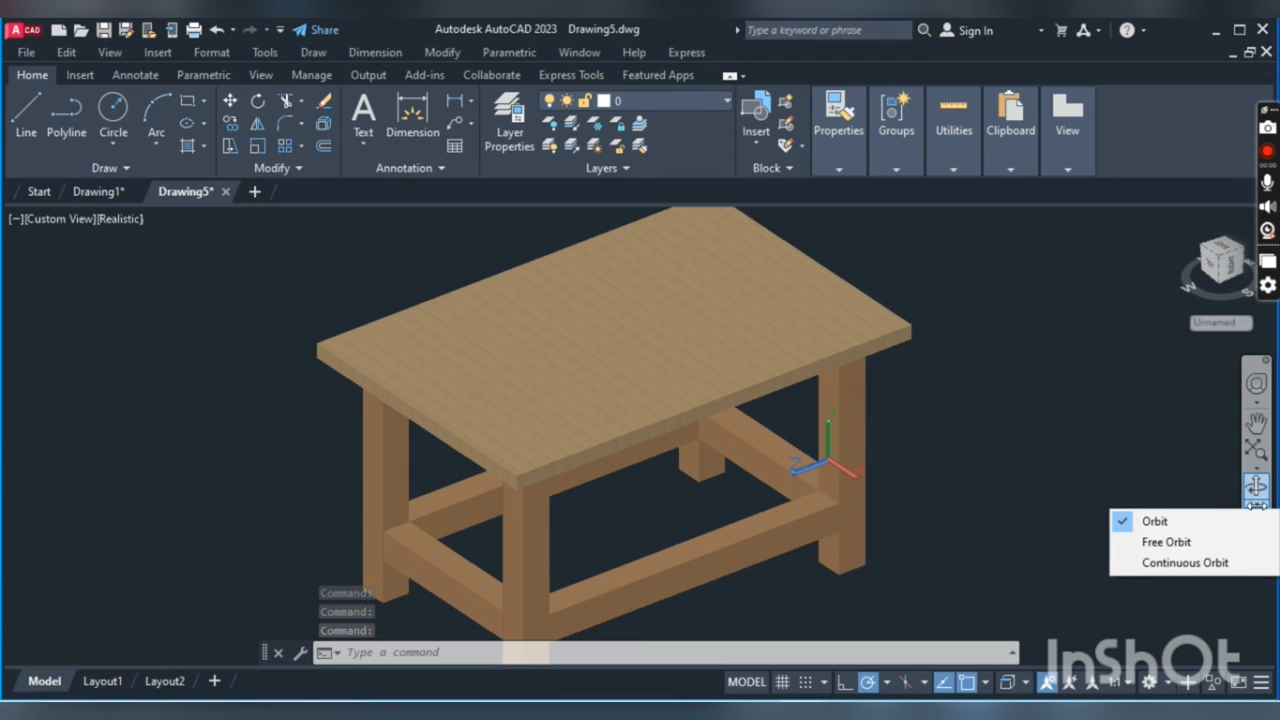 CAD
Share
Autodesk AutoCAD 2023 Drawing5.dwg
Type a keyword or phrase
Sign In
File Edit View Insert Format Tools Draw Dimension Modify Parametric Window Help Express
Home Insert Annotate Parametric View Manage Output Add-ins Collaborate Express Tools Featured Apps
Line Polyline Circle Arc
Text Dimension
Layer Properties
0
Insert
Properties Groups Utilities Clipboard View
Draw Modify Annotation Layers Block
Start Drawing1* Drawing5*
[−][Custom View][Realistic]
W
S
Unnamed
Y
Z
X
Orbit
Free Orbit
Continuous Orbit
Command:
Command:
Command:
Type a command
InShOt
Model Layout1 Layout2
MODEL
1:1